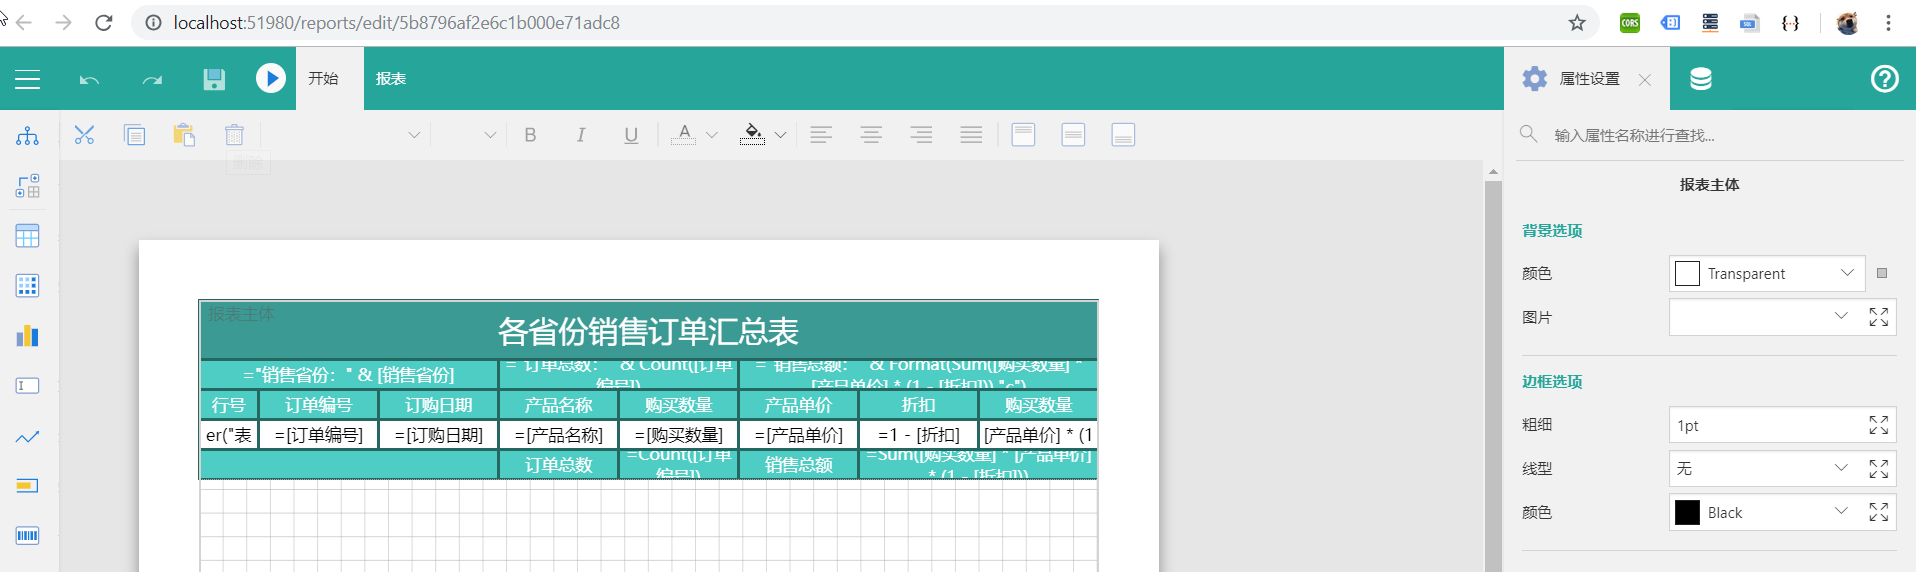 localhost:51980/reports/edit/5b8796af2e6c1b000e71adc8
CORS
SQL
开始
报表
属性设置
B I U A
删除
输入属性名称进行查找...
报表主体
背景选项
颜色
Transparent
图片
边框选项
粗细
1pt
线型
无
颜色
Black
报表主体
各省份销售订单汇总表
="销售省份：" & [销售省份]
="订单总数：" & Count([订单
编号])
="销售总额：" & Format(Sum([购买数量] *
[产品单价] * (1 - [折扣])),"c")
行号 订单编号 订购日期 产品名称 购买数量 产品单价 折扣 购买数量
er("表 =[订单编号] =[订购日期] =[产品名称] =[购买数量] =[产品单价] =1 - [折扣] [产品单价] * (1
订单总数
=Count([订单
编号])
销售总额
=Sum([购买数量] * [产品单价]
* (1 - [折扣]))